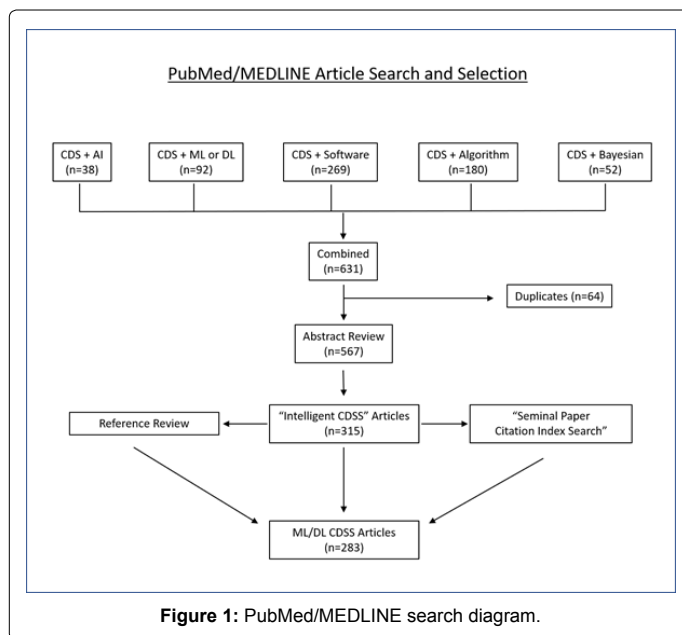 PubMed/MEDLINE Article Search and Selection
CDS + AI
(n=38)
CDS + ML or DL
(n=92)
CDS + Software
(n=269)
CDS + Algorithm
(n=180)
CDS + Bayesian
(n=52)
Combined
(n=631)
Duplicates (n=64)
Abstract Review
(n=567)
Reference Review
“Intelligent CDSS” Articles
(n=315)
“Seminal Paper
Citation Index Search”
ML/DL CDSS Articles
(n=283)
Figure 1: PubMed/MEDLINE search diagram.